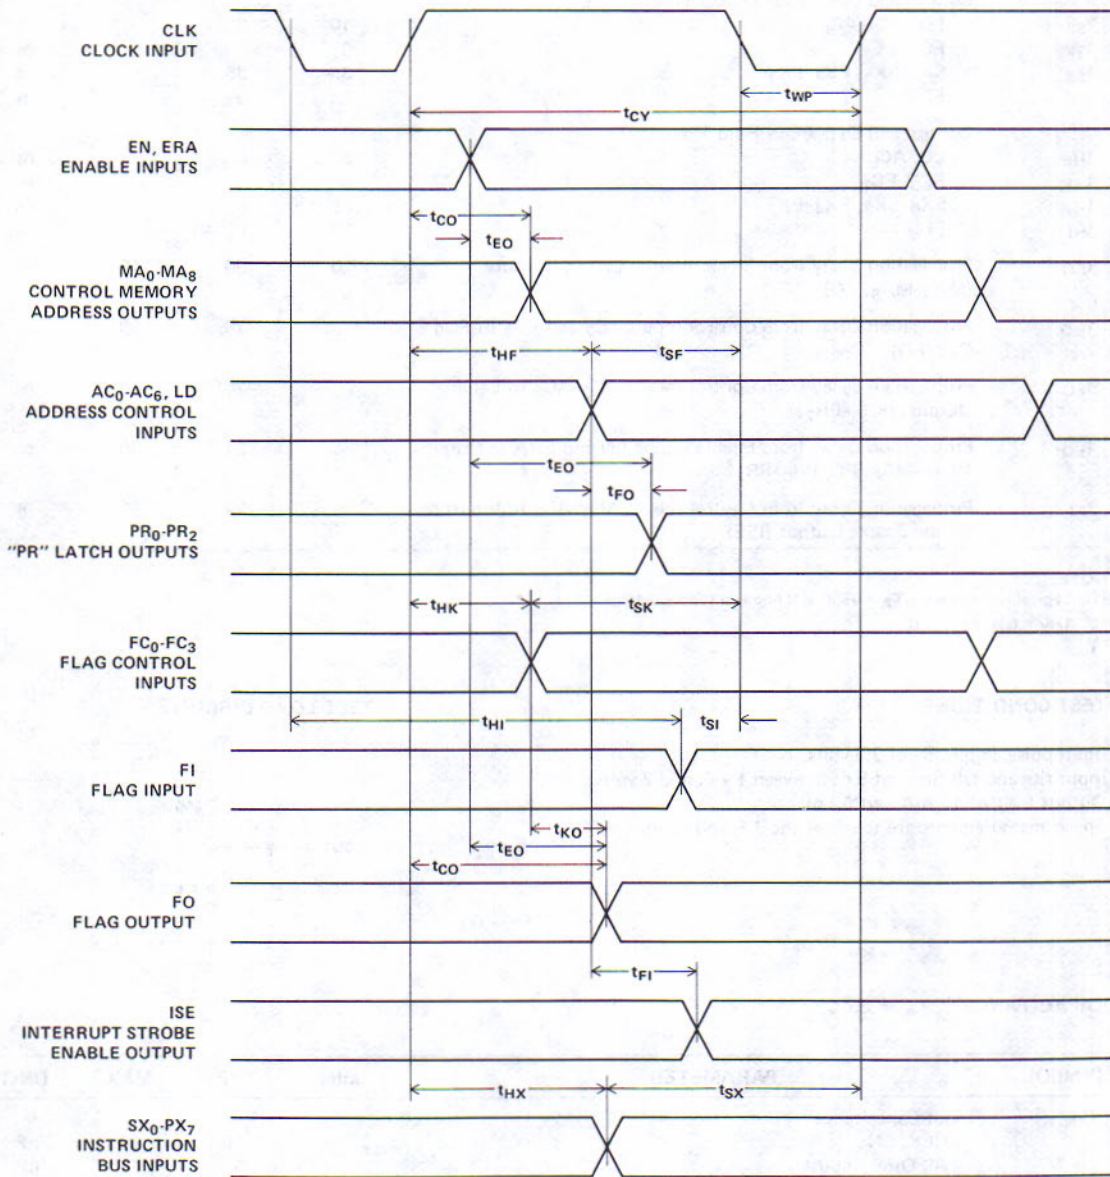 CLK
CLOCK INPUT
tWP
tCY
EN, ERA
ENABLE INPUTS
tCO
tEO
MA0-MA8
CONTROL MEMORY
ADDRESS OUTPUTS
tHF
tSF
AC0-AC6, LD
ADDRESS CONTROL
INPUTS
tEO
tFO
PR0-PR2
"PR" LATCH OUTPUTS
tHK
tSK
FC0-FC3
FLAG CONTROL
INPUTS
tHI
tSI
FI
FLAG INPUT
tKO
tEO
tCO
FO
FLAG OUTPUT
tFI
ISE
INTERRUPT STROBE
ENABLE OUTPUT
tHX
tSX
SX0-PX7
INSTRUCTION
BUS INPUTS